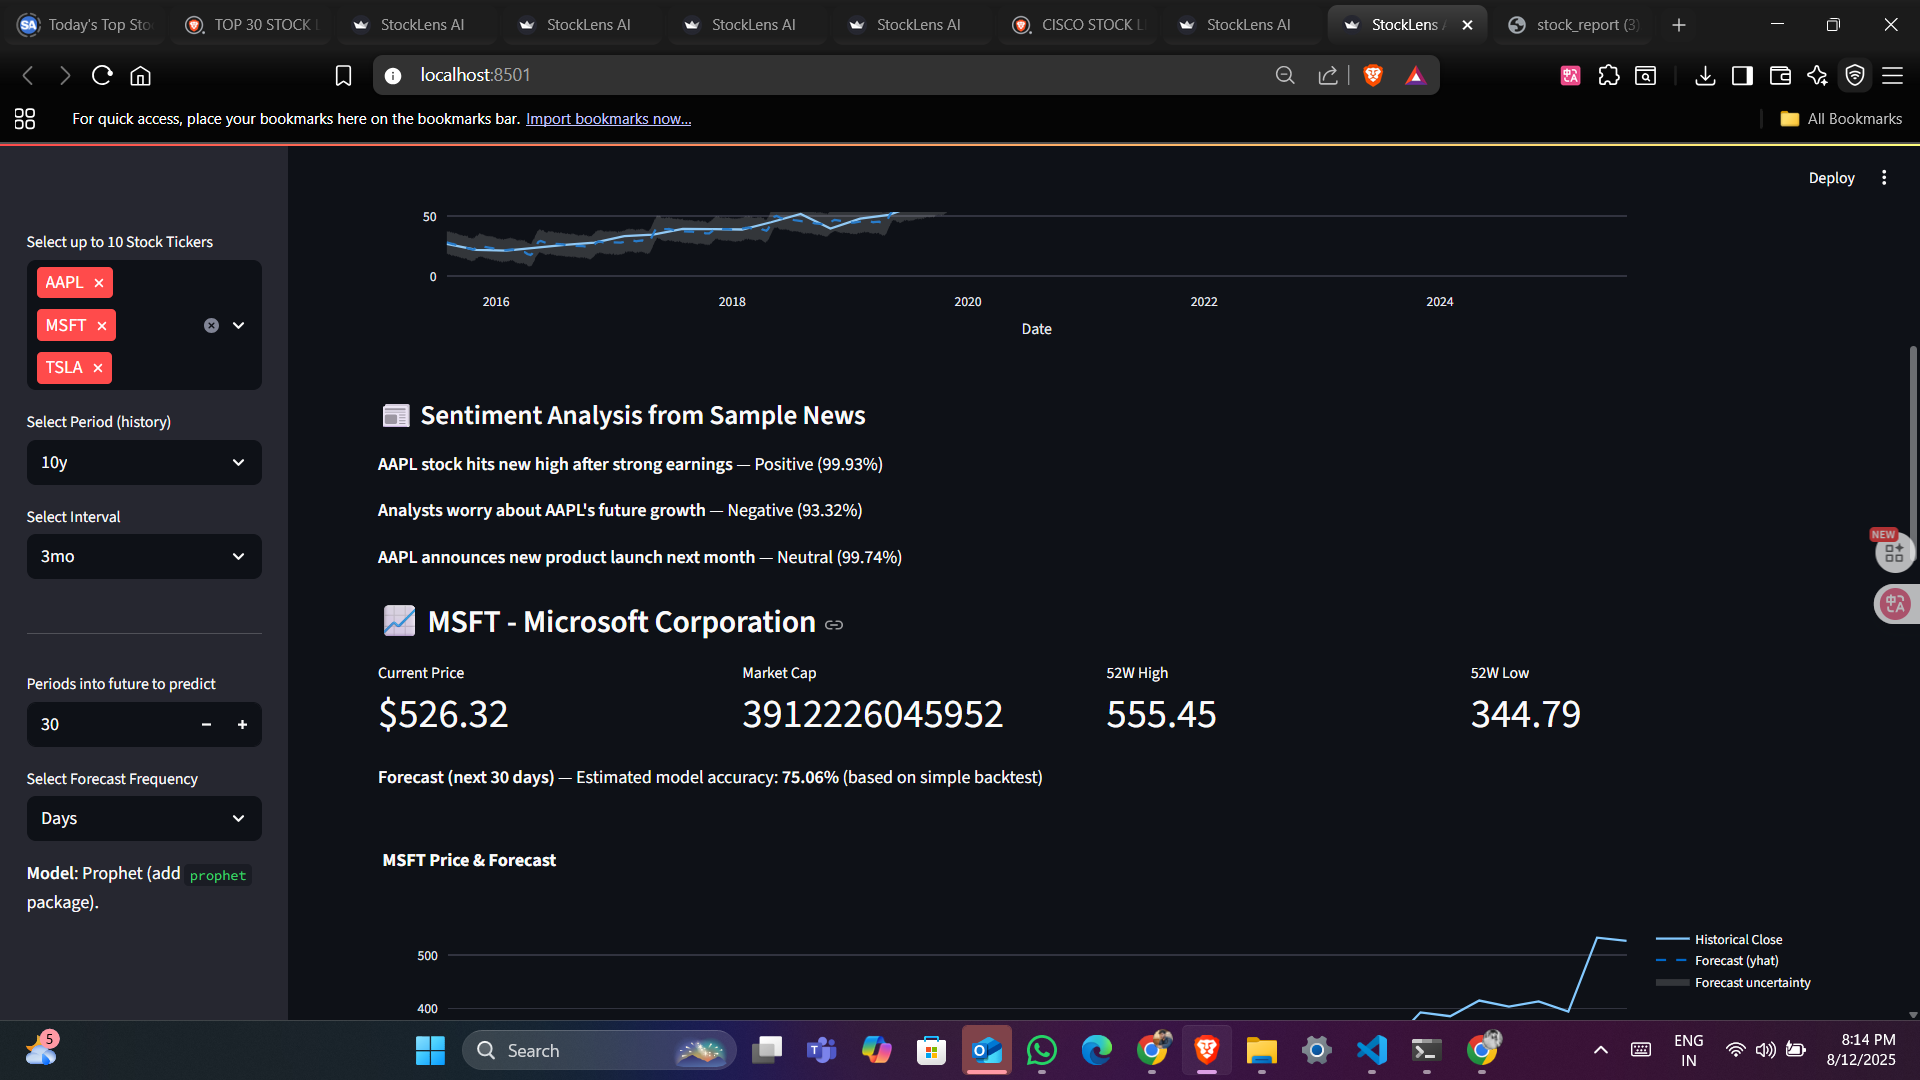 Today's Top Sto
TOP 30 STOCK L
StockLens AI
StockLens AI
StockLens AI
StockLens AI
CISCO STOCK L
StockLens AI
StockLens A
stock_report (3)
localhost:8501
For quick access, place your bookmarks here on the bookmarks bar. Import bookmarks now...
All Bookmarks
Deploy
Select up to 10 Stock Tickers
AAPL
MSFT
TSLA
Select Period (history)
10y
Select Interval
3mo
Periods into future to predict
30
Select Forecast Frequency
Days
Model: Prophet (add prophet
package).
50
0
2016 2018 2020 2022 2024
Date
Sentiment Analysis from Sample News
AAPL stock hits new high after strong earnings — Positive (99.93%)
Analysts worry about AAPL's future growth — Negative (93.32%)
AAPL announces new product launch next month — Neutral (99.74%)
MSFT - Microsoft Corporation
Current Price Market Cap 52W High 52W Low
$526.32 3912226045952 555.45 344.79
Forecast (next 30 days) — Estimated model accuracy: 75.06% (based on simple backtest)
MSFT Price & Forecast
500
400
Historical Close
Forecast (yhat)
Forecast uncertainty
NEW
5
Search
ENG
IN
8:14 PM
8/12/2025